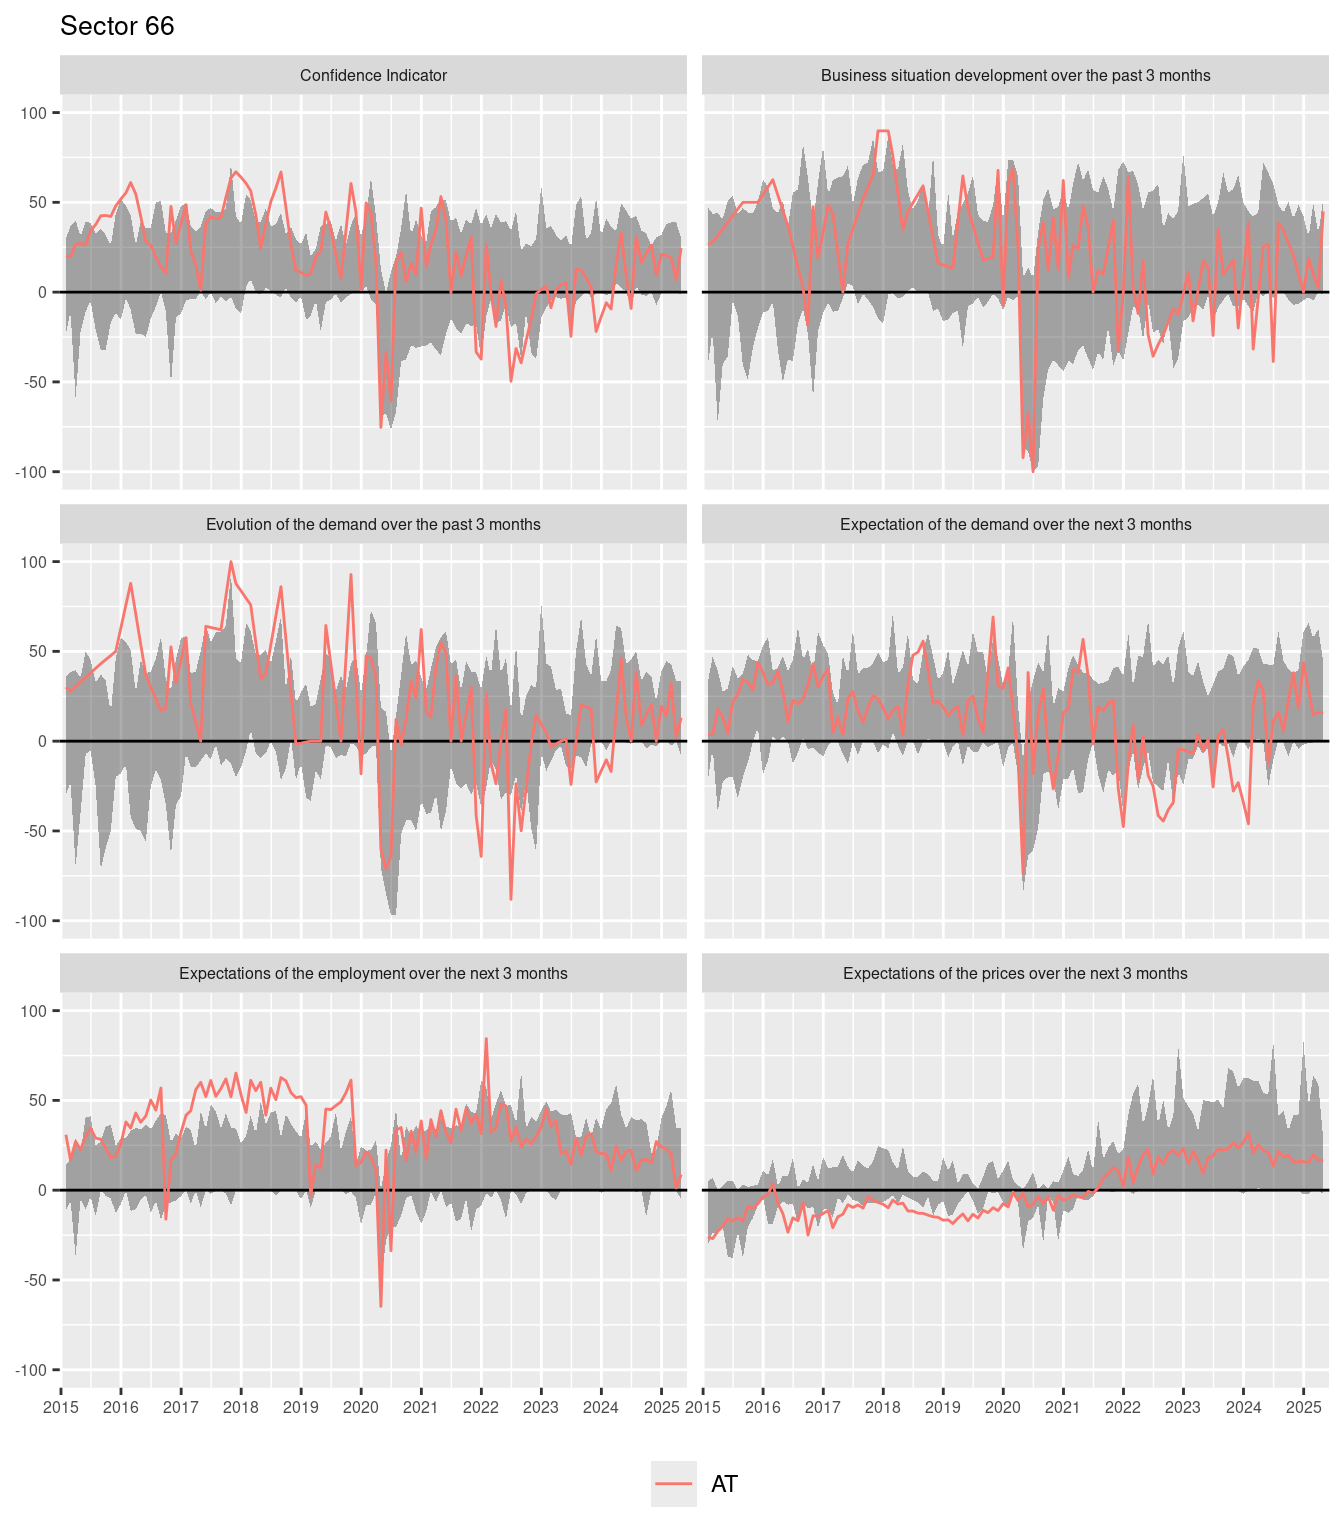 Sector 66
Confidence Indicator
Business situation development over the past 3 months
100
50
0
-50
-100
Evolution of the demand over the past 3 months
Expectation of the demand over the next 3 months
100
50
0
-50
-100
Expectations of the employment over the next 3 months
Expectations of the prices over the next 3 months
100
50
0
-50
-100
2015 2016 2017 2018 2019 2020 2021 2022 2023 2024 2025 2015 2016 2017 2018 2019 2020 2021 2022 2023 2024 2025
AT